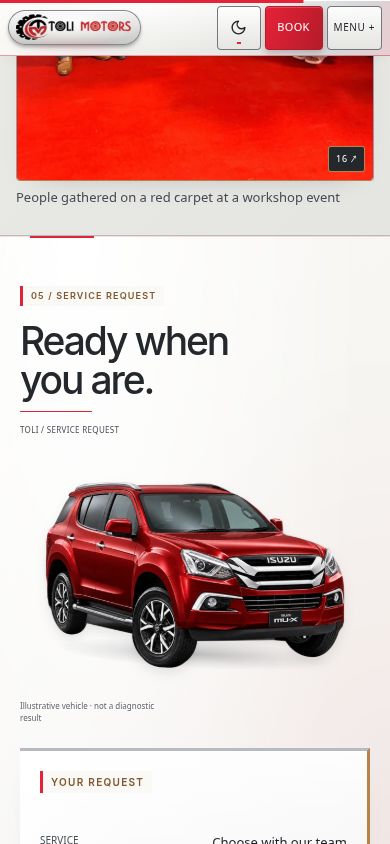 TOLI MOTORS
BOOK
MENU +
16 ↗
People gathered on a red carpet at a workshop event
05 / SERVICE REQUEST
Ready when
you are.
TOLI / SERVICE REQUEST
ISUZU
MU-X
Illustrative vehicle · not a diagnostic
result
YOUR REQUEST
SERVICE
Choose with our team